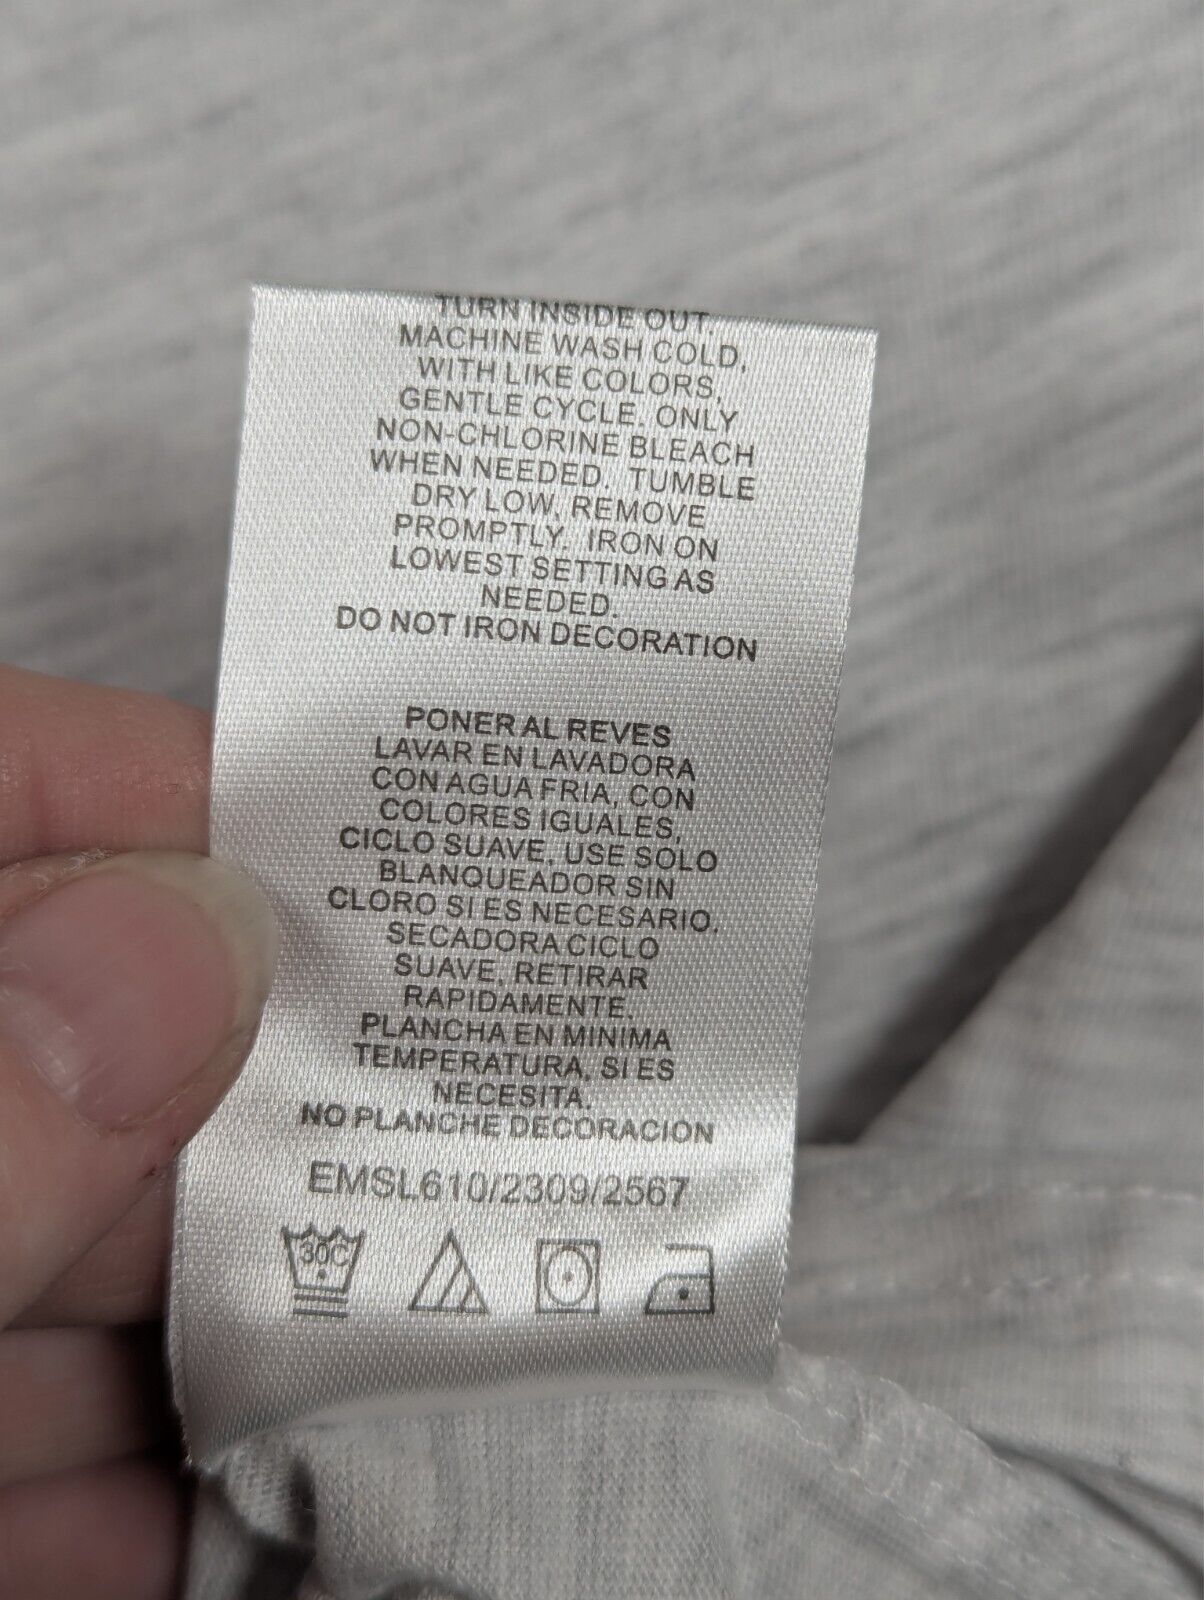 TURN INSIDE OUT.
MACHINE WASH COLD,
WITH LIKE COLORS,
GENTLE CYCLE. ONLY
NON-CHLORINE BLEACH
WHEN NEEDED. TUMBLE
DRY LOW, REMOVE
PROMPTLY. IRON ON
LOWEST SETTING AS
NEEDED.
DO NOT IRON DECORATION
PONER AL REVES
LAVAR EN LAVADORA
CON AGUA FRIA, CON
COLORES IGUALES,
CICLO SUAVE, USE SOLO
BLANQUEADOR SIN
CLORO SI ES NECESARIO.
SECADORA CICLO
SUAVE, RETIRAR
RAPIDAMENTE.
PLANCHA EN MINIMA
TEMPERATURA, SI ES
NECESITA.
NO PLANCHE DECORACION
EMSL610/2309/2567
30C